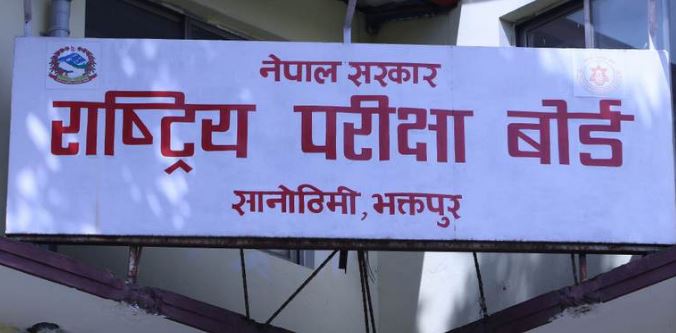 नेपाल सरकार
राष्ट्रिय परीक्षा बोर्ड
सानोठिमी, भक्तपुर